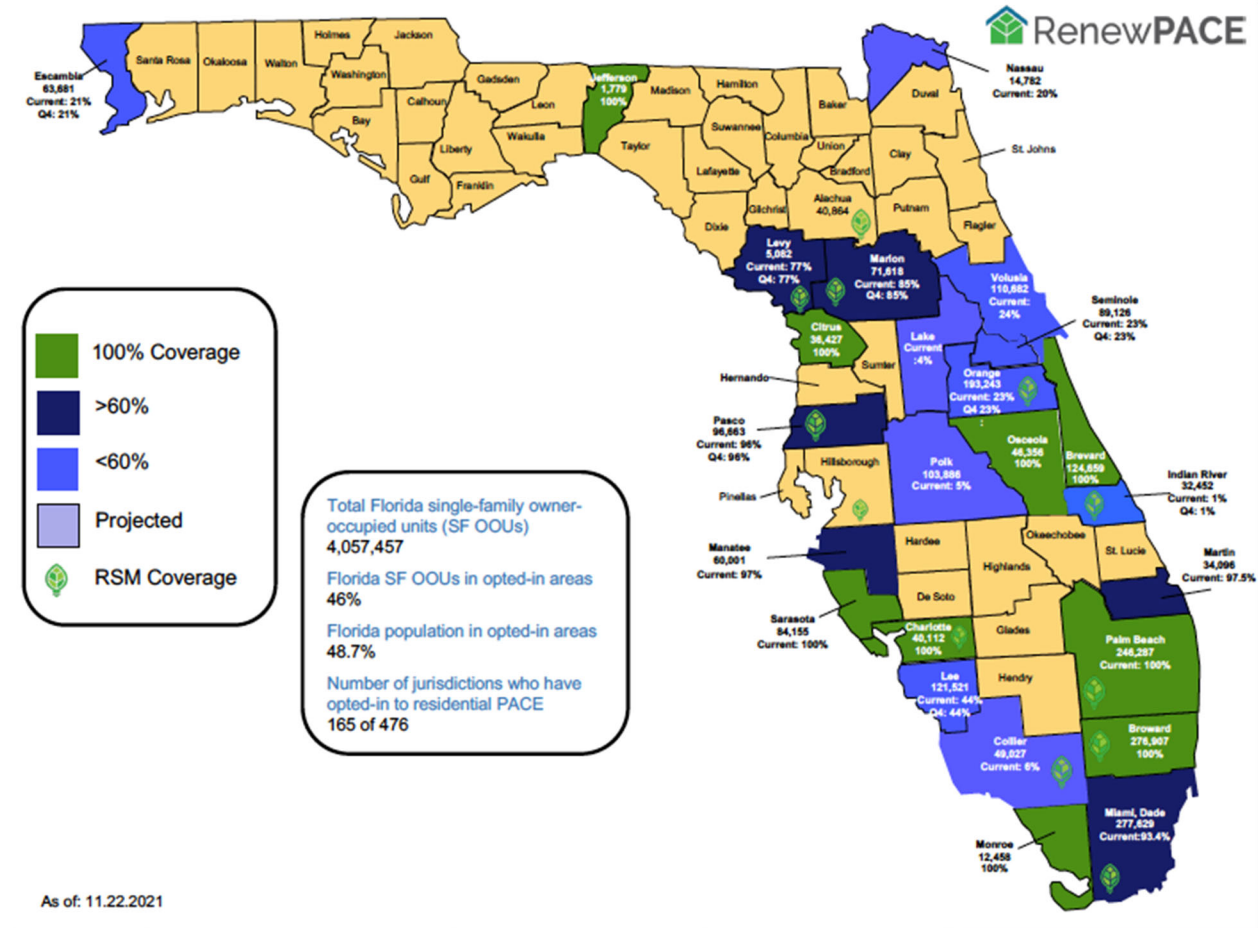 RenewPACE
Holmes
Jackson
Santa Rosa
Okaloosa
Walton
Washington
Gadsden
Jefferson
1,779
100%
Madison
Hamilton
Baker
Nassau
14,782
Current: 20%
Duval
Escambia
63,681
Current: 21%
Q4: 21%
Bay
Calhoun
Leon
Liberty
Wakulla
Gulf
Franklin
Taylor
Suwannee
Columbia
Union
Bradford
Clay
St. Johns
Lafayette
Gilchrist
Alachua
40,864
Putnam
Flagler
Dixie
Levy
5,082
Current: 77%
Q4: 77%
Marion
71,618
Current: 85%
Q4: 85%
Volusia
110,682
Current:
24%
Seminole
89,126
Current: 23%
Q4: 23%
Citrus
36,427
100%
Sumter
Lake
Current
:4%
Orange
193,243
Current: 23%
Q4 23%
:
Hernando
Pasco
96,663
Current: 96%
Q4: 96%
Osceola
46,356
100%
Brevard
124,659
100%
Hillsborough
Polk
103,886
Current: 5%
Pinellas
Indian River
32,452
Current: 1%
Q4: 1%
Manatee
60,001
Current: 97%
Hardee
Highlands
Okeechobee
St. Lucie
Martin
34,096
Current: 97.5%
De Soto
Sarasota
84,155
Current: 100%
Charlotte
40,112
100%
Glades
Palm Beach
246,287
Current: 100%
Lee
121,521
Current: 44%
Q4: 44%
Hendry
Collier
49,027
Current: 6%
Broward
276,907
100%
Miami, Dade
277,629
Current:93.4%
Monroe
12,458
100%
100% Coverage
>60%
<60%
Projected
RSM Coverage
Total Florida single-family owner-
occupied units (SF OOUs)
4,057,457
Florida SF OOUs in opted-in areas
46%
Florida population in opted-in areas
48.7%
Number of jurisdictions who have
opted-in to residential PACE
165 of 476
As of: 11.22.2021